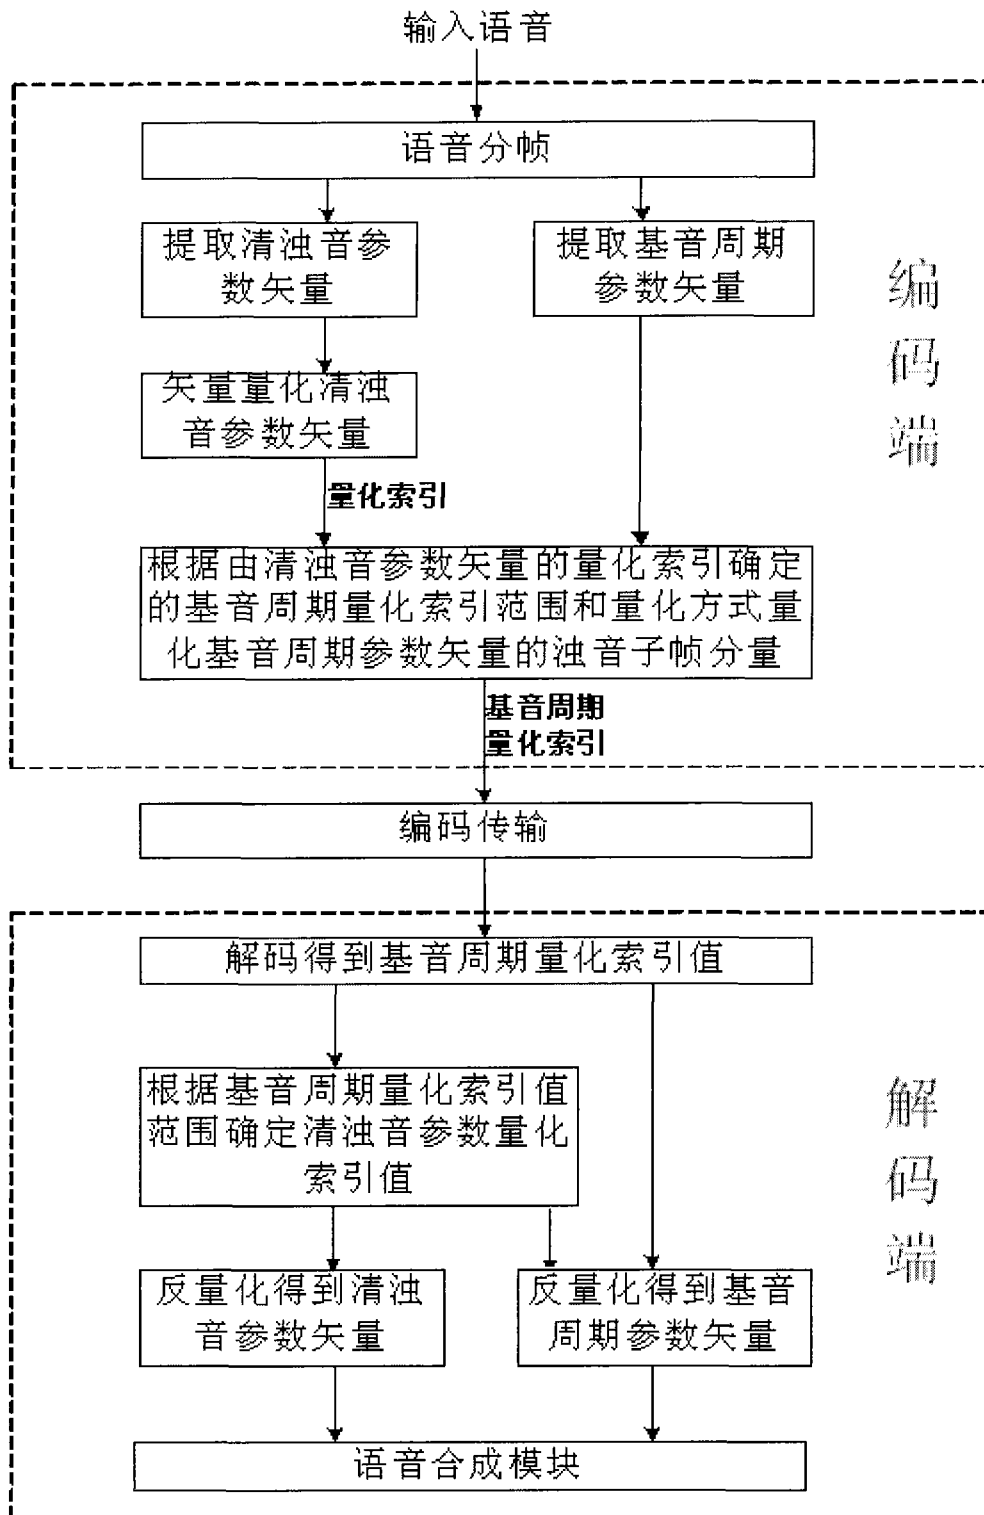 输入语音
语音分帧
提取清浊音参
数矢量
提取基音周期
参数矢量
编
码
端
矢量量化清浊
音参数矢量
量化索引
根据由清浊音参数矢量的量化索引确定
的基音周期量化索引范围和量化方式量
化基音周期参数矢量的浊音子帧分量
基音周期
量化索引
编码传输
解码得到基音周期量化索引值
根据基音周期量化索引值
范围确定清浊音参数量化
索引值
解
码
端
反量化得到清浊
音参数矢量
反量化得到基音
周期参数矢量
语音合成模块